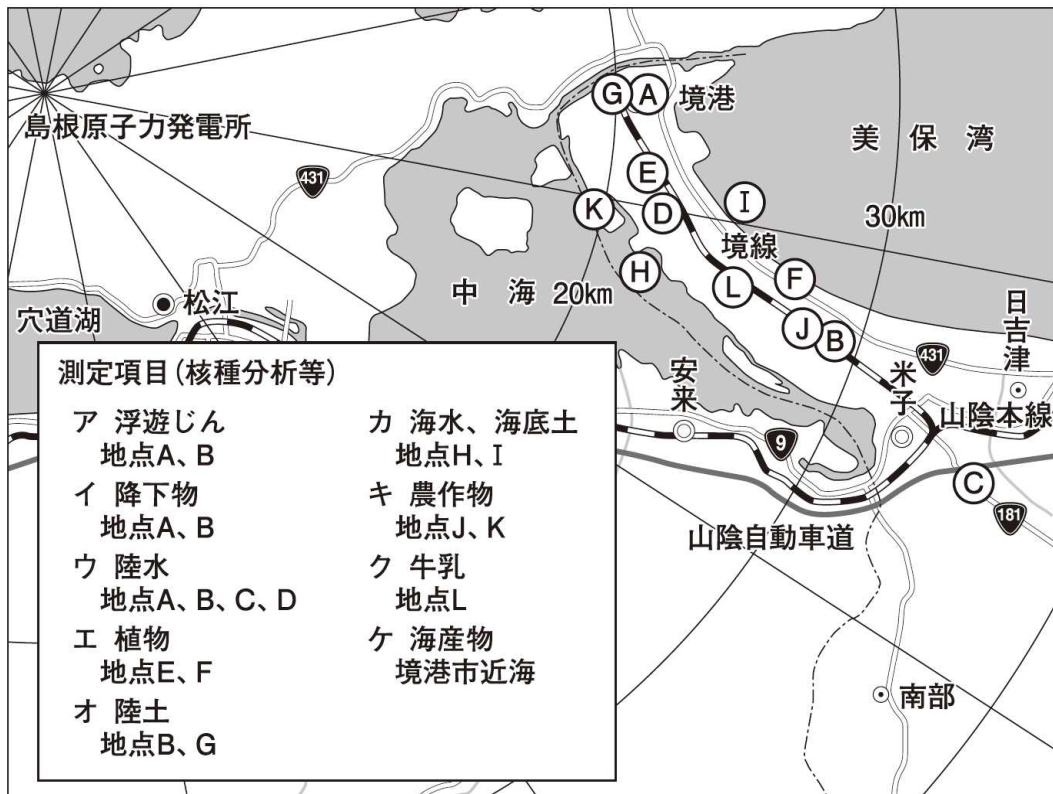 島根原子力発電所
431
穴道湖
松江
中海
20km
G
A
境港
美保湾
E
D
K
I
30km
境線
H
L
F
J
B
日吉津
431
米子
安来
9
山陰本線
C
181
山陰自動車道
南部
測定項目(核種分析等)
ア 浮遊じん
地点A、B
イ 降下物
地点A、B
ウ 陸水
地点A、B、C、D
エ 植物
地点E、F
オ 陸土
地点B、G
カ 海水、海底土
地点H、I
キ 農作物
地点J、K
ク 牛乳
地点L
ケ 海産物
境港市近海